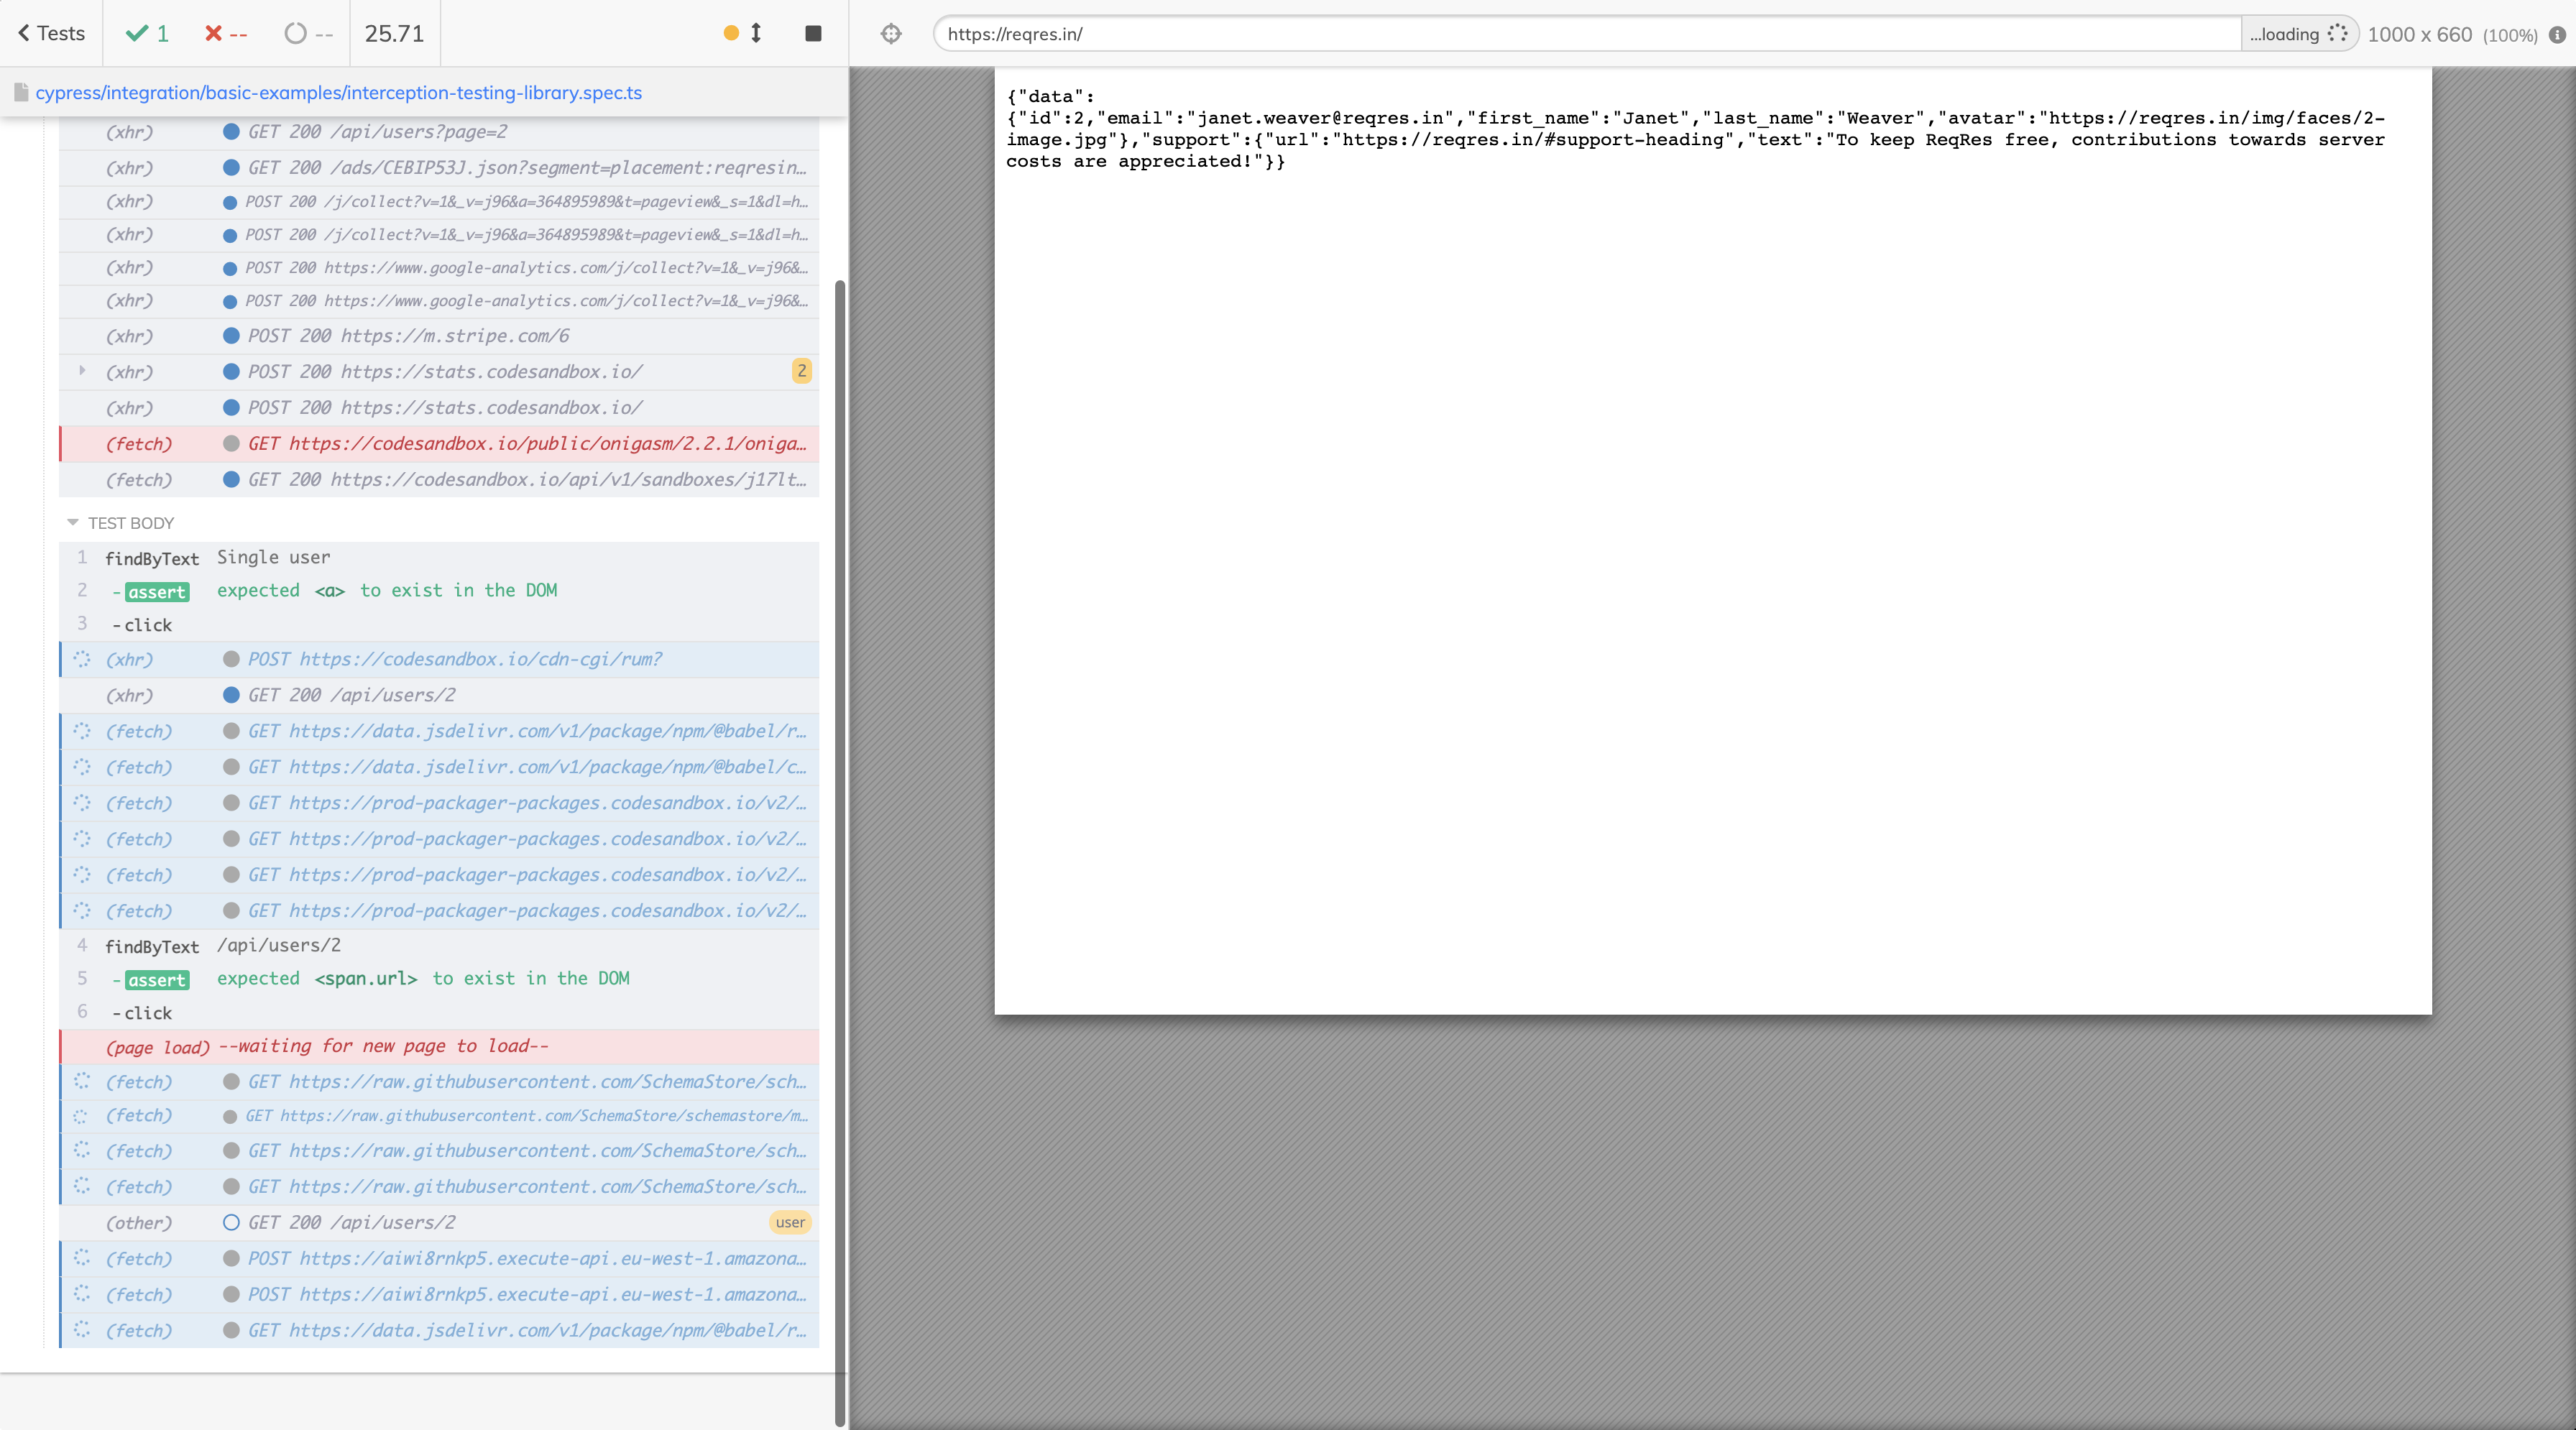 Tests
1
--
--
25.71
cypress/integration/basic-examples/interception-testing-library.spec.ts
(xhr) GET 200 /api/users?page=2
(xhr) GET 200 /ads/CEBIP53J.json?segment=placement:reqresin…
(xhr) POST 200 /j/collect?v=1&_v=j96&a=364895989&t=pageview&_s=1&dl=h…
(xhr) POST 200 /j/collect?v=1&_v=j96&a=364895989&t=pageview&_s=1&dl=h…
(xhr) POST 200 https://www.google-analytics.com/j/collect?v=1&_v=j96&…
(xhr) POST 200 https://www.google-analytics.com/j/collect?v=1&_v=j96&…
(xhr) POST 200 https://m.stripe.com/6
(xhr) POST 200 https://stats.codesandbox.io/ 2
(xhr) POST 200 https://stats.codesandbox.io/
(fetch) GET https://codesandbox.io/public/onigasm/2.2.1/oniga…
(fetch) GET 200 https://codesandbox.io/api/v1/sandboxes/j17lt…
TEST BODY
1 findByText Single user
2 -assert expected <a> to exist in the DOM
3 -click
(xhr) POST https://codesandbox.io/cdn-cgi/rum?
(xhr) GET 200 /api/users/2
(fetch) GET https://data.jsdelivr.com/v1/package/npm/@babel/r…
(fetch) GET https://data.jsdelivr.com/v1/package/npm/@babel/c…
(fetch) GET https://prod-packager-packages.codesandbox.io/v2/…
(fetch) GET https://prod-packager-packages.codesandbox.io/v2/…
(fetch) GET https://prod-packager-packages.codesandbox.io/v2/…
(fetch) GET https://prod-packager-packages.codesandbox.io/v2/…
4 findByText /api/users/2
5 -assert expected <span.url> to exist in the DOM
6 -click
(page load) --waiting for new page to load--
(fetch) GET https://raw.githubusercontent.com/SchemaStore/sch…
(fetch) GET https://raw.githubusercontent.com/SchemaStore/schemastore/m…
(fetch) GET https://raw.githubusercontent.com/SchemaStore/sch…
(fetch) GET https://raw.githubusercontent.com/SchemaStore/sch…
(other) GET 200 /api/users/2 user
(fetch) POST https://aiwi8rnkp5.execute-api.eu-west-1.amazona…
(fetch) POST https://aiwi8rnkp5.execute-api.eu-west-1.amazona…
(fetch) GET https://data.jsdelivr.com/v1/package/npm/@babel/r…
https://reqres.in/
...loading
1000 x 660 (100%)
{"data":
{"id":2,"email":"janet.weaver@reqres.in","first_name":"Janet","last_name":"Weaver","avatar":"https://reqres.in/img/faces/2-
image.jpg"},"support":{"url":"https://reqres.in/#support-heading","text":"To keep ReqRes free, contributions towards server
costs are appreciated!"}}